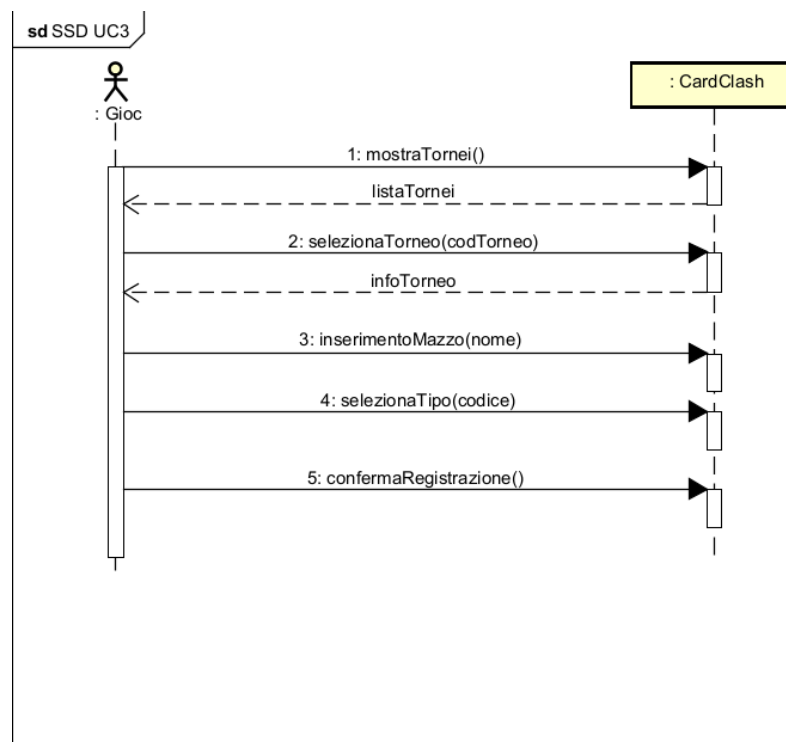 sd SSD UC3
: Gioc
: CardClash
1: mostraTornei()
listaTornei
2: selezionaTorneo(codTorneo)
infoTorneo
3: inserimentoMazzo(nome)
4: selezionaTipo(codice)
5: confermaRegistrazione()